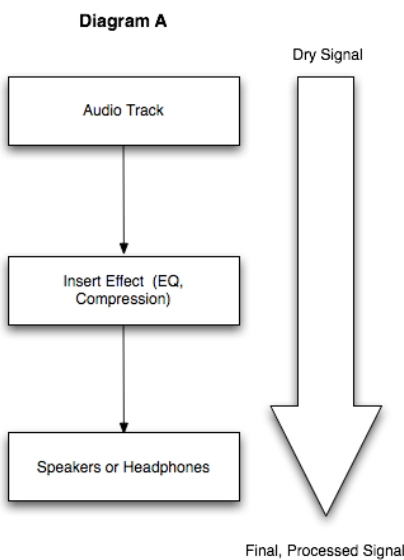 Diagram A
Dry Signal
Audio Track
Insert Effect  (EQ,
Compression)
Speakers or Headphones
Final, Processed Signal